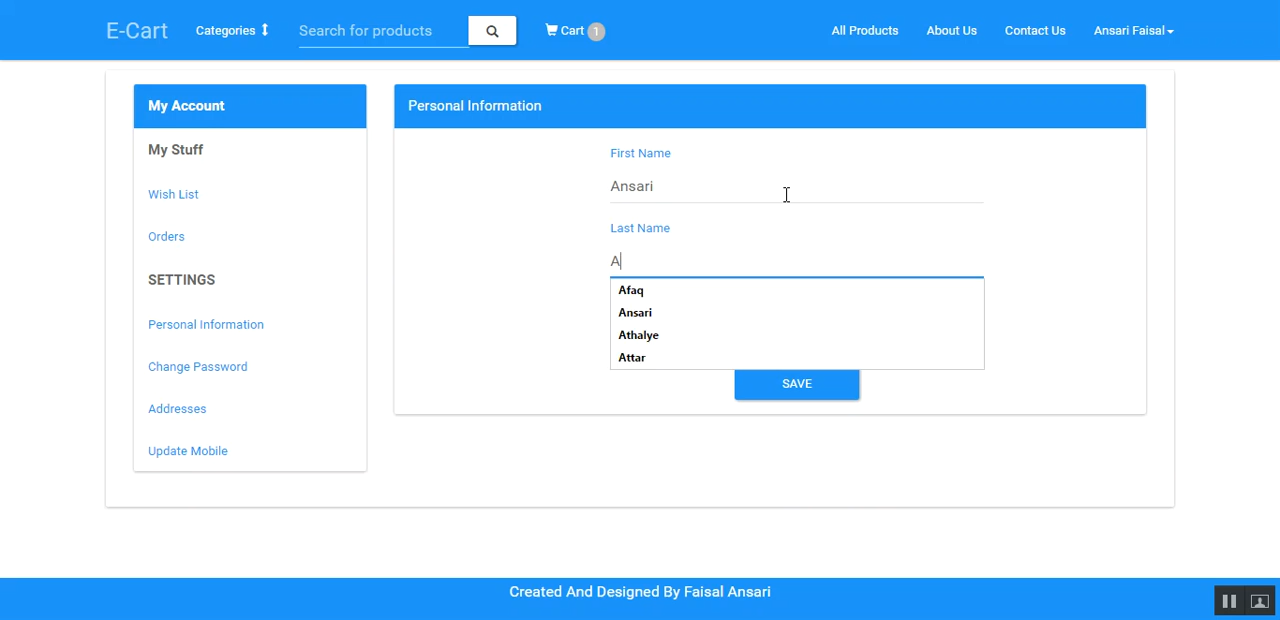 E-Cart Categories Search for products Cart 1 All Products About Us Contact Us Ansari Faisal
My Account
My Stuff
Wish List
Orders
SETTINGS
Personal Information
Change Password
Addresses
Update Mobile
Personal Information
First Name
Ansari
Last Name
A
Afaq
Ansari
Athalye
Attar
SAVE
Created And Designed By Faisal Ansari